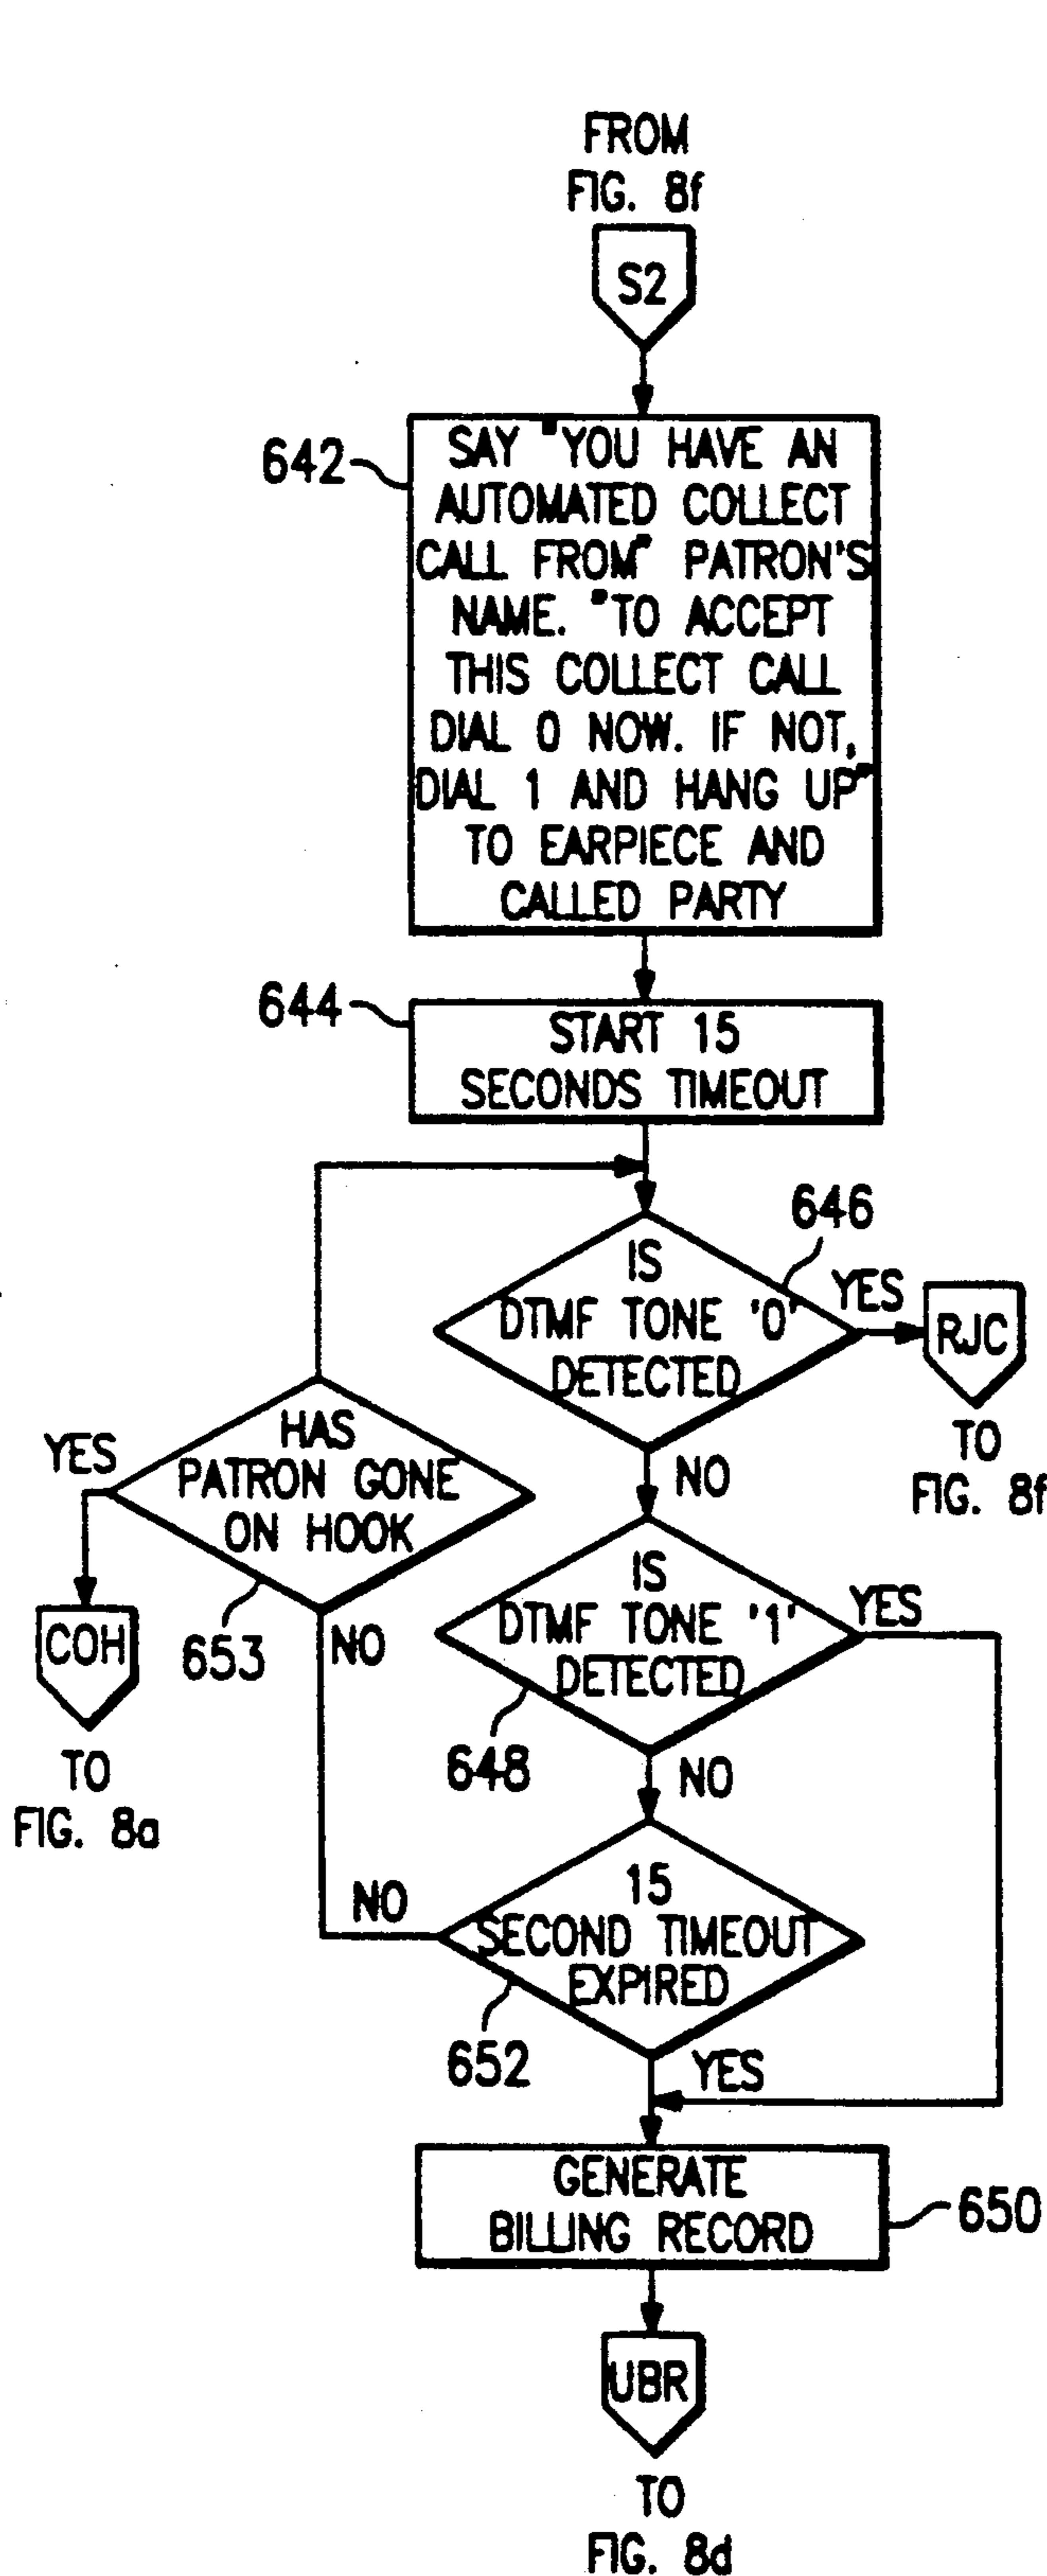 FROM
FIG. 8f
S2
642
SAY "YOU HAVE AN
AUTOMATED COLLECT
CALL FROM" PATRON'S
NAME. "TO ACCEPT
THIS COLLECT CALL
DIAL 0 NOW. IF NOT,
DIAL 1 AND HANG UP"
TO EARPIECE AND
CALLED PARTY
644
START 15
SECONDS TIMEOUT
646
IS
DTMF TONE '0'
DETECTED
YES
RJC
TO
FIG. 8f
NO
HAS
PATRON GONE
ON HOOK
YES
COH
TO
FIG. 8a
653
NO
IS
DTMF TONE '1'
DETECTED
YES
648
NO
15
SECOND TIMEOUT
EXPIRED
NO
652
YES
GENERATE
BILLING RECORD
650
UBR
TO
FIG. 8d